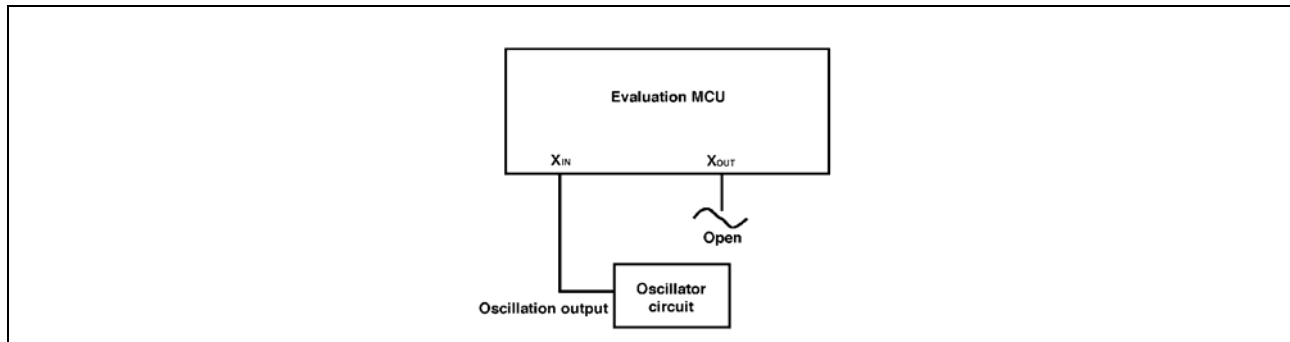 Evaluation MCU
XIN
XOUT
Open
Oscillation output
Oscillator
circuit